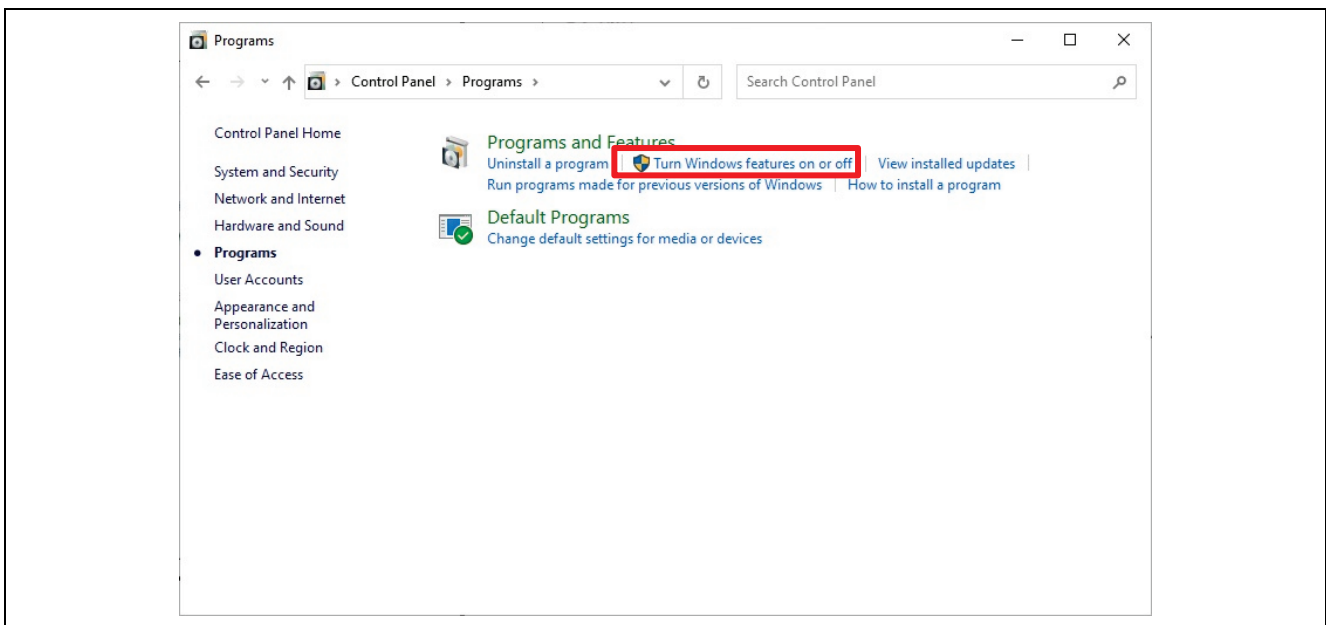 Programs
Control Panel > Programs >
Search Control Panel
Control Panel Home
System and Security
Network and Internet
Hardware and Sound
Programs
User Accounts
Appearance and
Personalization
Clock and Region
Ease of Access
Programs and Features
Uninstall a program | Turn Windows features on or off | View installed updates |
Run programs made for previous versions of Windows | How to install a program
Default Programs
Change default settings for media or devices